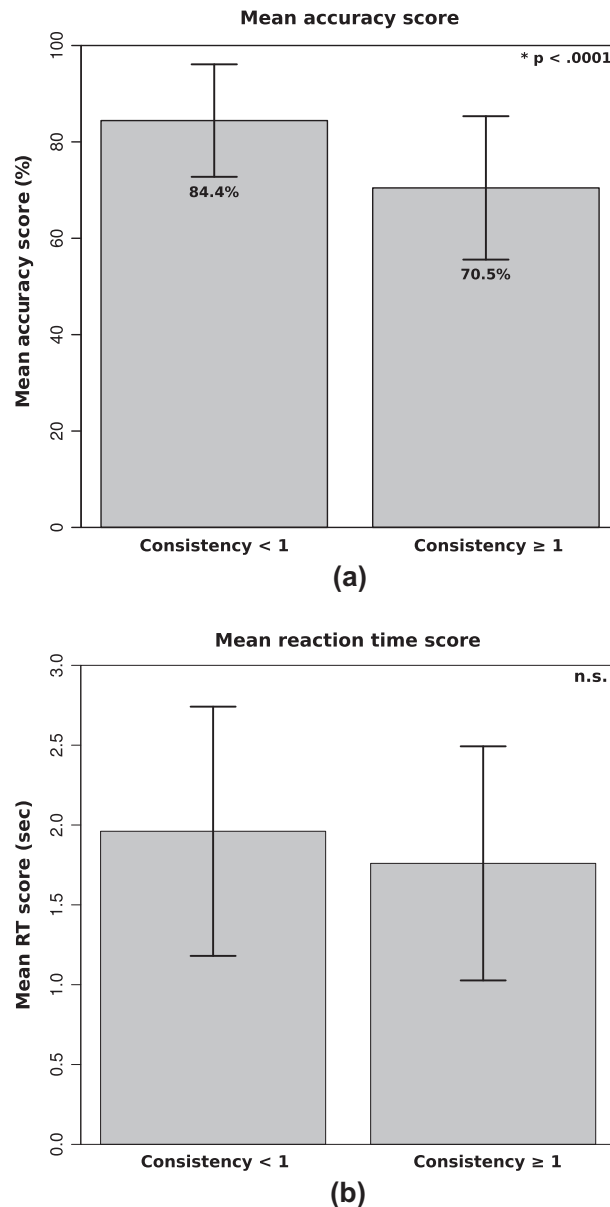 Mean accuracy score
* p < .0001
100
80
60
40
20
0
Mean accuracy score (%)
84.4%
70.5%
Consistency < 1
Consistency ≥ 1
(a)
Mean reaction time score
n.s.
3.0
2.5
2.0
1.5
1.0
0.5
0.0
Mean RT score (sec)
Consistency < 1
Consistency ≥ 1
(b)